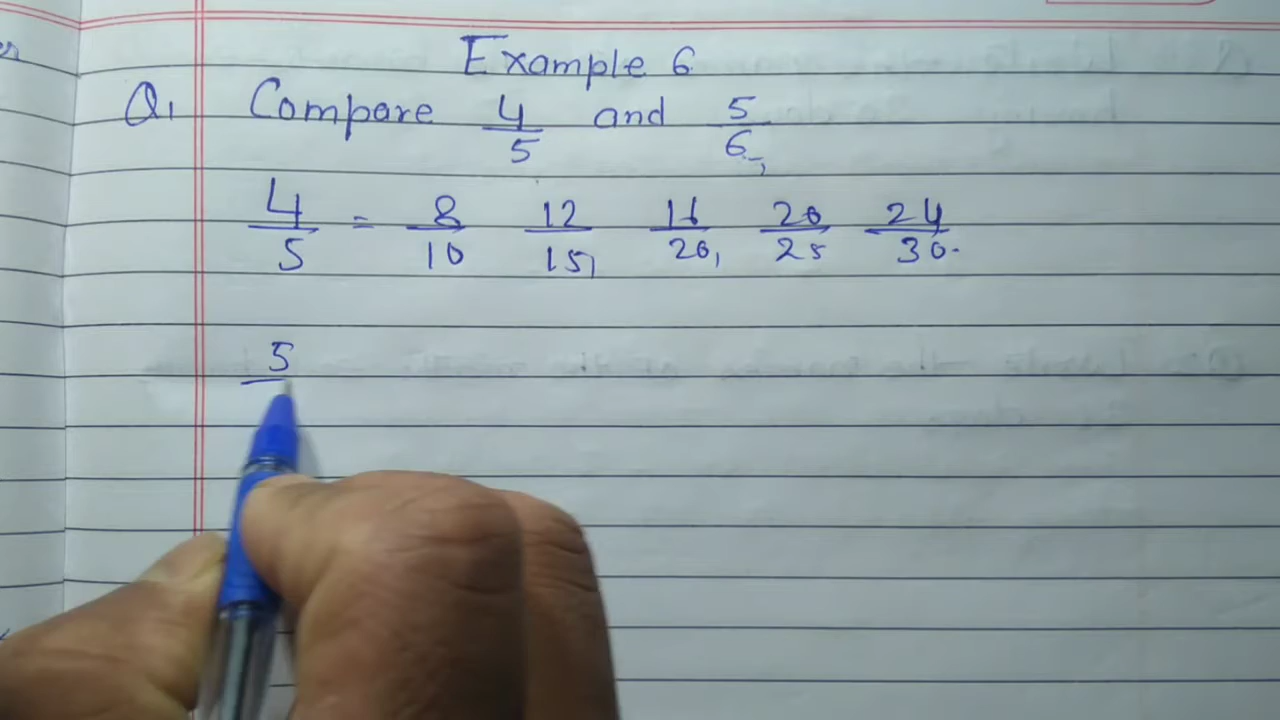 Example 6
Q1 Compare 4/5 and 5/6,
4/5 = 8/10 12/15, 16/20, 20/25 24/30.
5